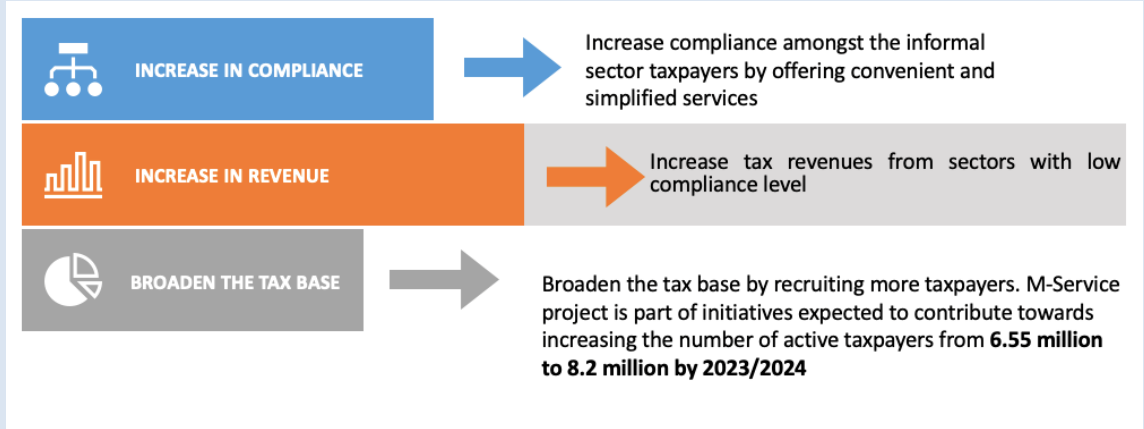 INCREASE IN COMPLIANCE
Increase compliance amongst the informal
sector taxpayers by offering convenient and
simplified services
INCREASE IN REVENUE
Increase tax revenues from sectors with low
compliance level
BROADEN THE TAX BASE
Broaden the tax base by recruiting more taxpayers. M-Service
project is part of initiatives expected to contribute towards
increasing the number of active taxpayers from 6.55 million
to 8.2 million by 2023/2024